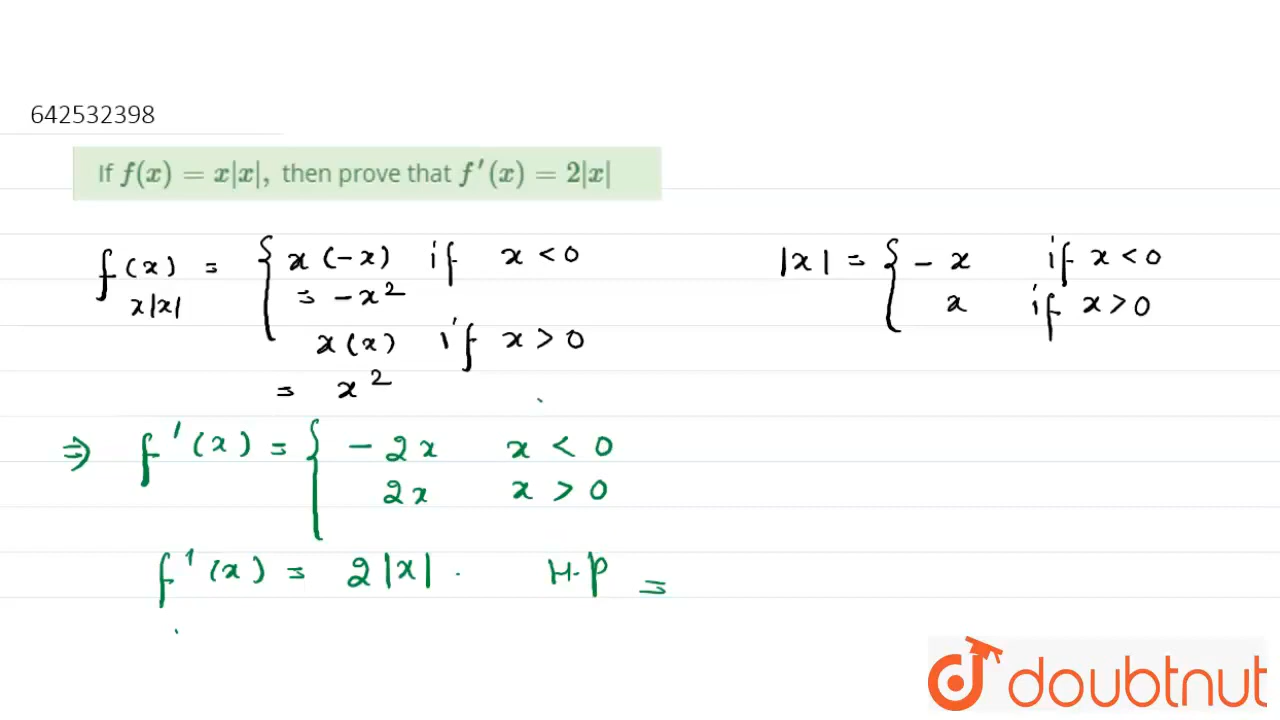 642532398
If f(x) = x|x|, then prove that f′(x) = 2|x|
f(x) = { x(-x) if x < 0
x|x| = -x²
x(x) if x > 0
= x²
|x| = { - x if x < 0
x if x > 0
⇒ f'(x) = { - 2x x < 0
2x x > 0
f'(x) = 2|x|. H.P =
doubtnut